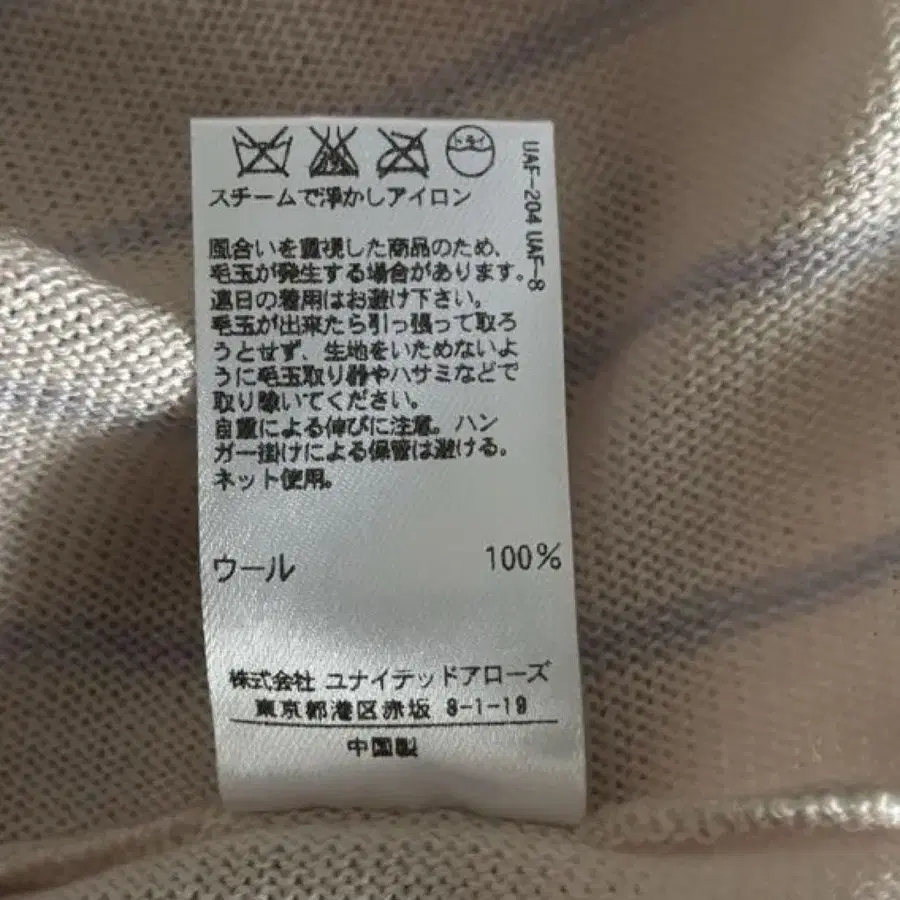 ドライ
スチームで浮かしアイロン
UAF-204 UAF-8
風合いを重視した商品のため、
毛玉が発生する場合があります。
連日の着用はお避け下さい。
毛玉が出来たら引っ張って取ろ
うとせず、生地をいためないよ
うに毛玉取り器やハサミなどで
取り除いてください。
自重による伸びに注意。ハン
ガー掛けによる保管は避ける。
ネット使用。
ウール 100%
株式会社 ユナイテッドアローズ
東京都港区赤坂 8-1-19
中国製